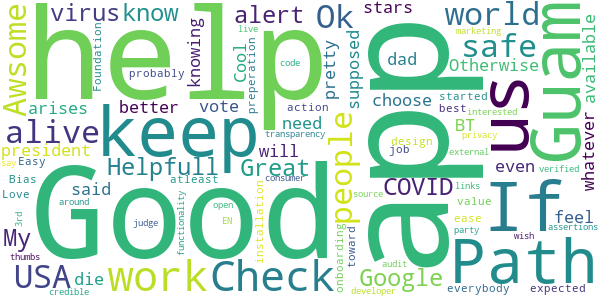 virus
know
alert
Ok
stars
world
marketing
Awsome
help
app
Guam
Foundation
live
Cool
preperation
knowing
pretty
supposed
dad
safe
Otherwise
available
probably
code
arises
better
vote
action
choose
started
best
interested
alive
keep
transparency
need
people
BT
privacy
us
whatever
president
will
design
external
job
even
verified
say
Easy
Helpfull
Great
COVID
If
links
feel
Bias
said
atleast
consumer
value
Love
around
Good
source
ease
assertions
My
3rd
judge
functionality
open
EN
installation
onboarding
toward
party
wish
thumbs
USA
die
work
Check
Google
audit
Path
credible
developer
everybody
expected